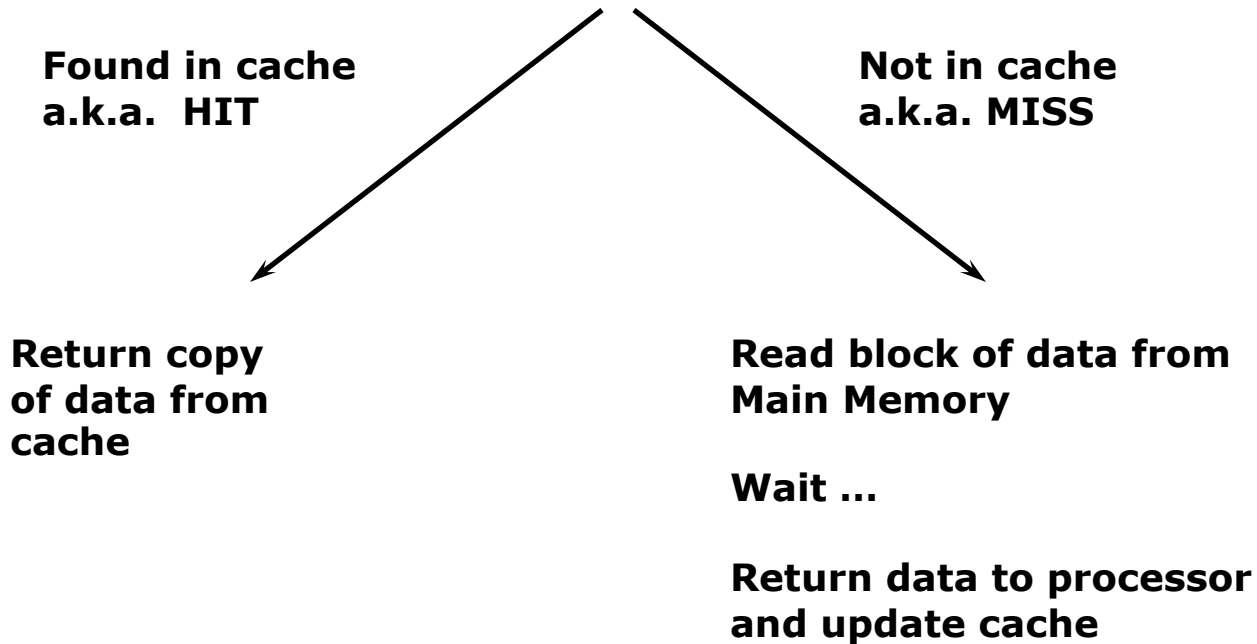 Found in cache
a.k.a. HIT
Not in cache
a.k.a. MISS
Return copy
of data from
cache
Read block of data from
Main Memory
Wait ...
Return data to processor
and update cache